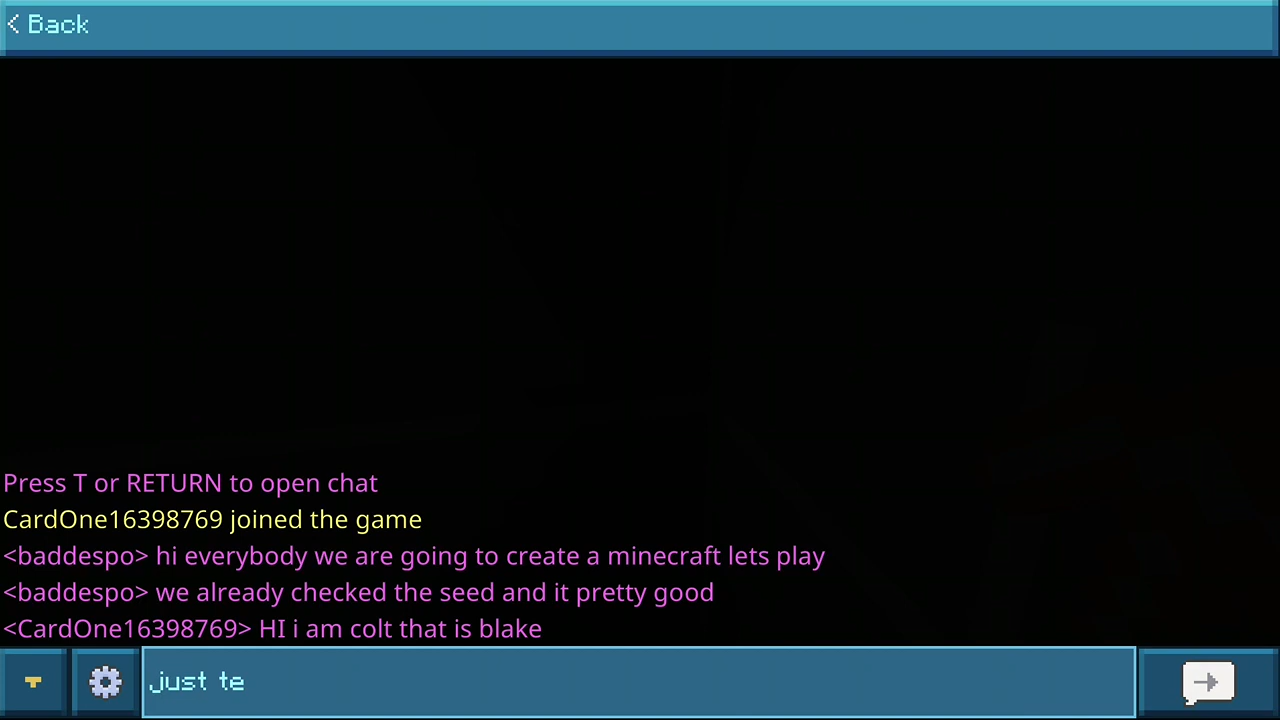 < Back
Press T or RETURN to open chat
CardOne16398769 joined the game
<baddespo> hi everybody we are going to create a minecraft lets play
<baddespo> we already checked the seed and it pretty good
<CardOne16398769> HI i am colt that is blake
just te